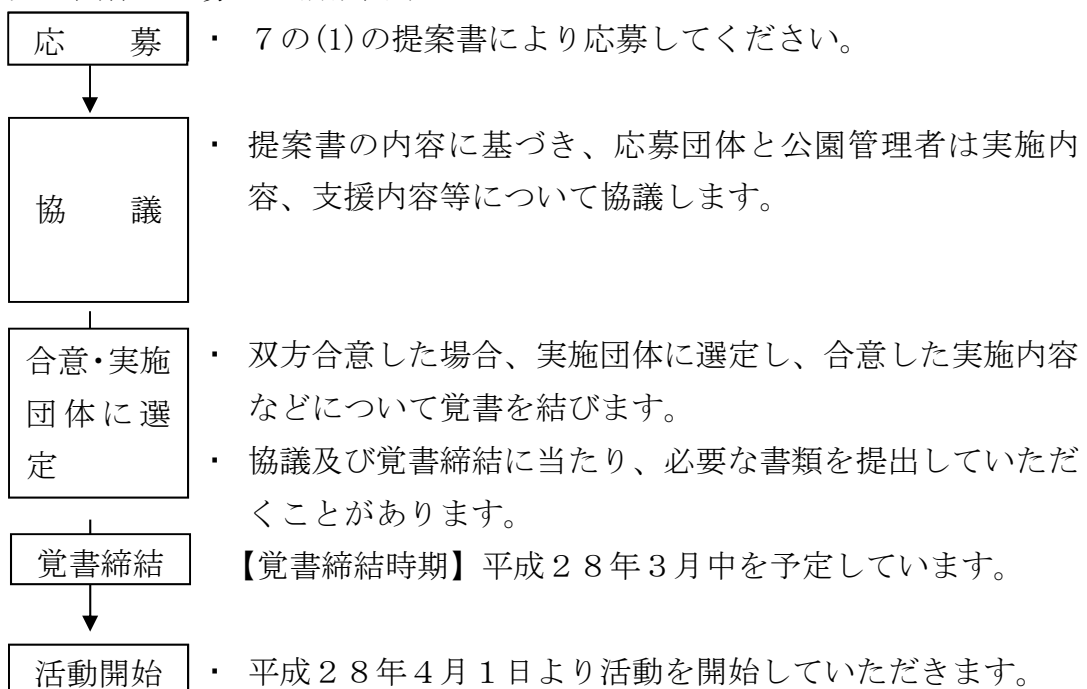 応　募
・　７の(1)の提案書により応募してください。
協　議
・　提案書の内容に基づき、応募団体と公園管理者は実施内
容、支援内容等について協議します。
合意・実施
団体に選
定
・　双方合意した場合、実施団体に選定し、合意した実施内容
などについて覚書を結びます。
・　協議及び覚書締結に当たり、必要な書類を提出していただ
くことがあります。
覚書締結
【覚書締結時期】平成２８年３月中を予定しています。
活動開始
・　平成２８年４月１日より活動を開始していただきます。